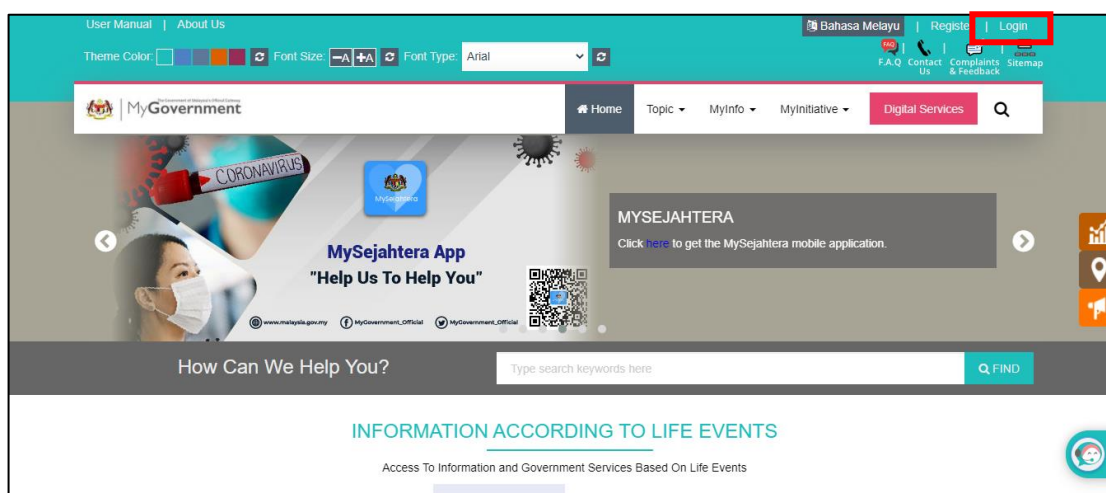 User Manual | About Us
Bahasa Melayu | Registe | Login
Theme Color: Font Size: -A +A Font Type: Arial
FAQ
F.A.Q Contact Us Complaints & Feedback Sitemap
MyGovernment
Home Topic MyInfo MyInitiative Digital Services
CORONAVIRUS
MySejahtera
MySejahtera App
"Help Us To Help You"
www.malaysia.gov.my MyGovernment_Official MyGovernment_Official
MYSEJAHTERA
Click here to get the MySejahtera mobile application.
How Can We Help You?
Type search keywords here
FIND
INFORMATION ACCORDING TO LIFE EVENTS
Access To Information and Government Services Based On Life Events